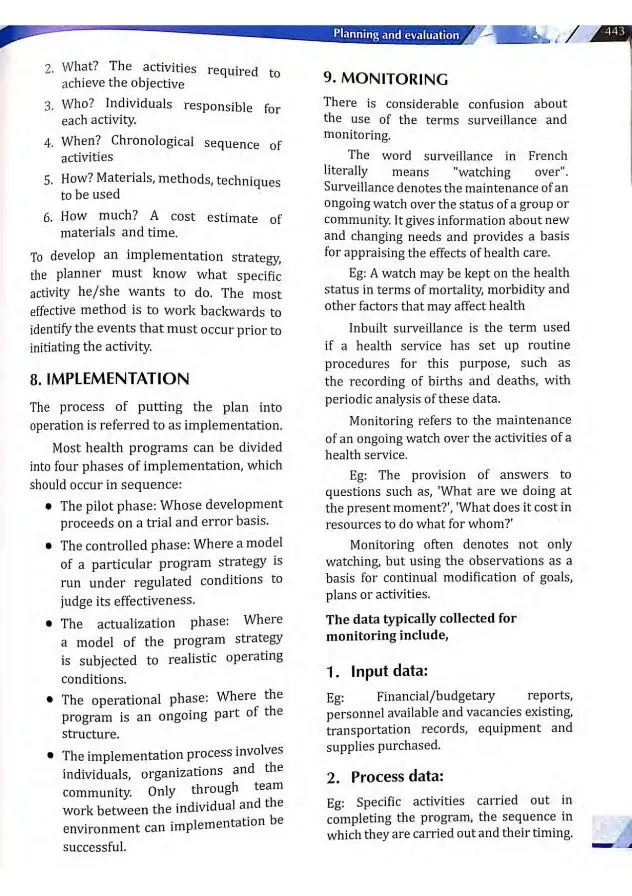 Planning and evaluation
443
2. What? The activities required to
achieve the objective
3. Who? Individuals responsible for
each activity.
4. When? Chronological sequence of
activities
5. How? Materials, methods, techniques
to be used
6. How much? A cost estimate of
materials and time.
To develop an implementation strategy,
the planner must know what specific
activity he/she wants to do. The most
effective method is to work backwards to
identify the events that must occur prior to
initiating the activity.
8. IMPLEMENTATION
The process of putting the plan into
operation is referred to as implementation.
Most health programs can be divided
into four phases of implementation, which
should occur in sequence:
• The pilot phase: Whose development
proceeds on a trial and error basis.
• The controlled phase: Where a model
of a particular program strategy is
run under regulated conditions to
judge its effectiveness.
• The actualization phase: Where
a model of the program strategy
is subjected to realistic operating
conditions.
• The operational phase: Where the
program is an ongoing part of the
structure.
• The implementation process involves
individuals, organizations and the
community. Only through team
work between the individual and the
environment can implementation be
successful.
9. MONITORING
There is considerable confusion about
the use of the terms surveillance and
monitoring.
The word surveillance in French
literally means "watching over".
Surveillance denotes the maintenance of an
ongoing watch over the status of a group or
community. It gives information about new
and changing needs and provides a basis
for appraising the effects of health care.
Eg: A watch may be kept on the health
status in terms of mortality, morbidity and
other factors that may affect health
Inbuilt surveillance is the term used
if a health service has set up routine
procedures for this purpose, such as
the recording of births and deaths, with
periodic analysis of these data.
Monitoring refers to the maintenance
of an ongoing watch over the activities of a
health service.
Eg: The provision of answers to
questions such as, 'What are we doing at
the present moment?', 'What does it cost in
resources to do what for whom?'
Monitoring often denotes not only
watching, but using the observations as a
basis for continual modification of goals,
plans or activities.
The data typically collected for
monitoring include,
1. Input data:
Eg: Financial/budgetary reports,
personnel available and vacancies existing,
transportation records, equipment and
supplies purchased.
2. Process data:
Eg: Specific activities carried out in
completing the program, the sequence in
which they are carried out and their timing.